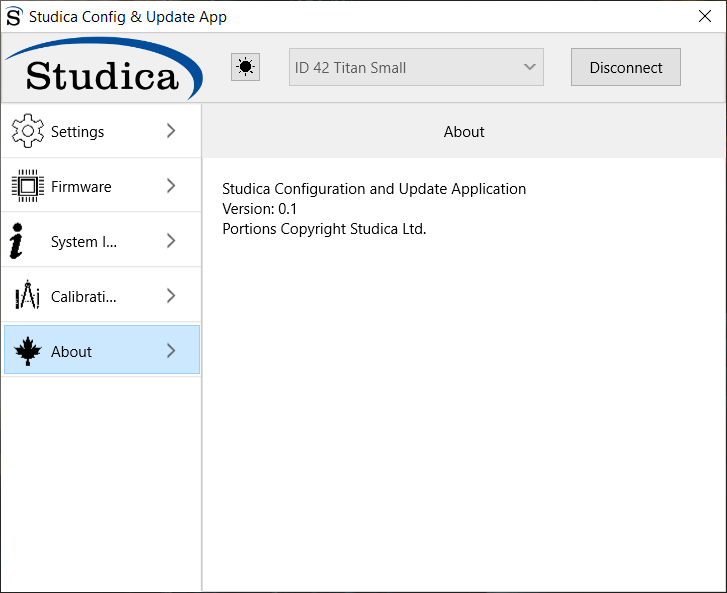 Studica Config & Update App
Studica
ID 42 Titan Small
Disconnect
Settings
Firmware
System I...
Calibrati...
About
About
Studica Configuration and Update Application
Version: 0.1
Portions Copyright Studica Ltd.